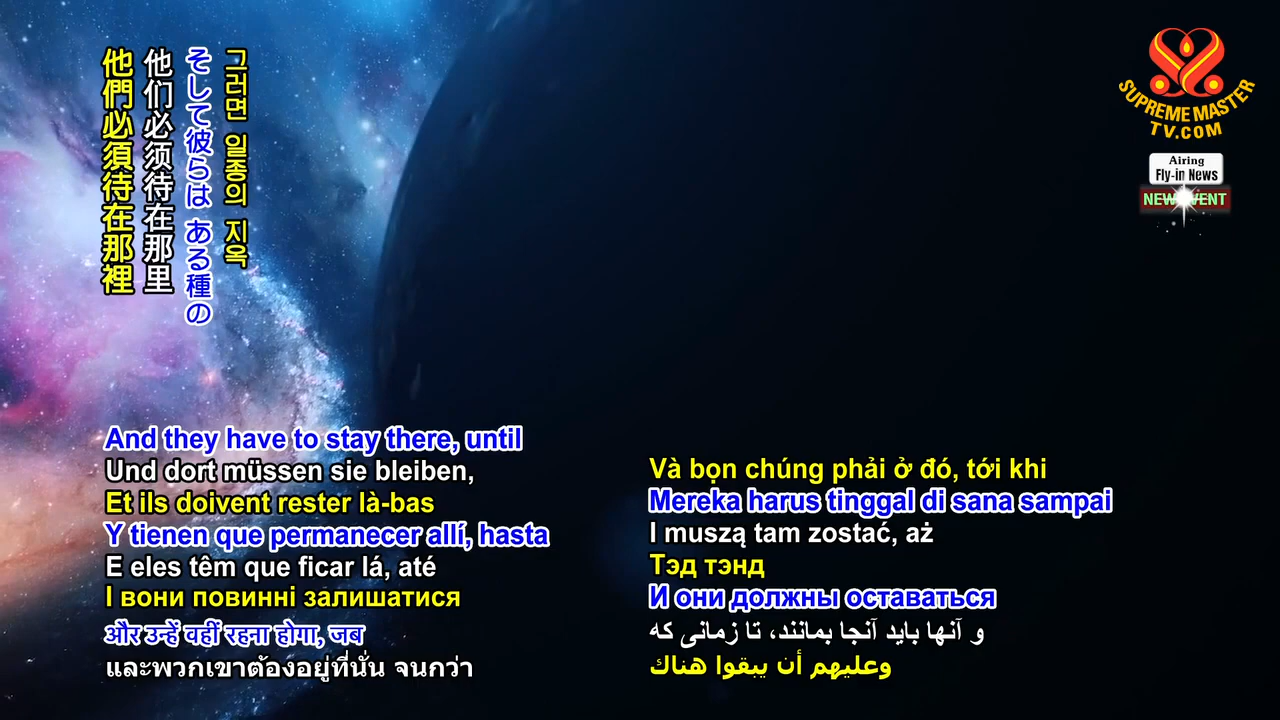 그러면 일종의 지옥
そして彼らは ある種の
他们必须待在那里
他們必須待在那裡
SUPREME MASTER
TV.COM
Airing
Fly-in News
And they have to stay there, until
Und dort müssen sie bleiben,
Et ils doivent rester là-bas
Y tienen que permanecer allí, hasta
E eles têm que ficar lá, até
І вони повинні залишатися
और उन्हें वहीं रहना होगा, जब
และพวกเขาต้องอยู่ที่นั่น จนกว่า
Và bọn chúng phải ở đó, tới khi
Mereka harus tinggal di sana sampai
I muszą tam zostać, aż
Тэд тэнд
И они должны оставаться
و آنها باید آنجا بمانند، تا زمانی که
وعليهم أن يبقوا هناك